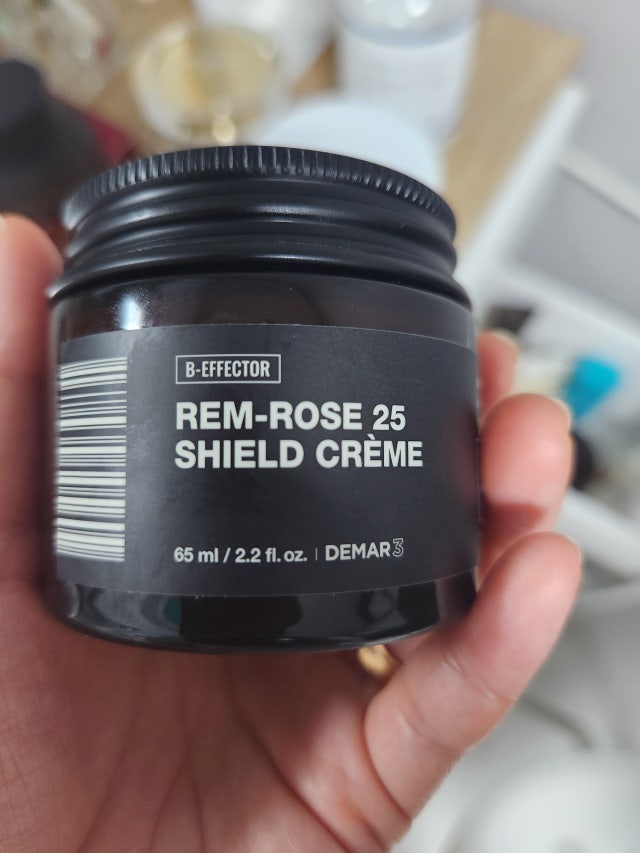 B-EFFECTOR
REM-ROSE 25
SHIELD CRÈME
65 ml / 2.2 fl. oz. | DEMAR3